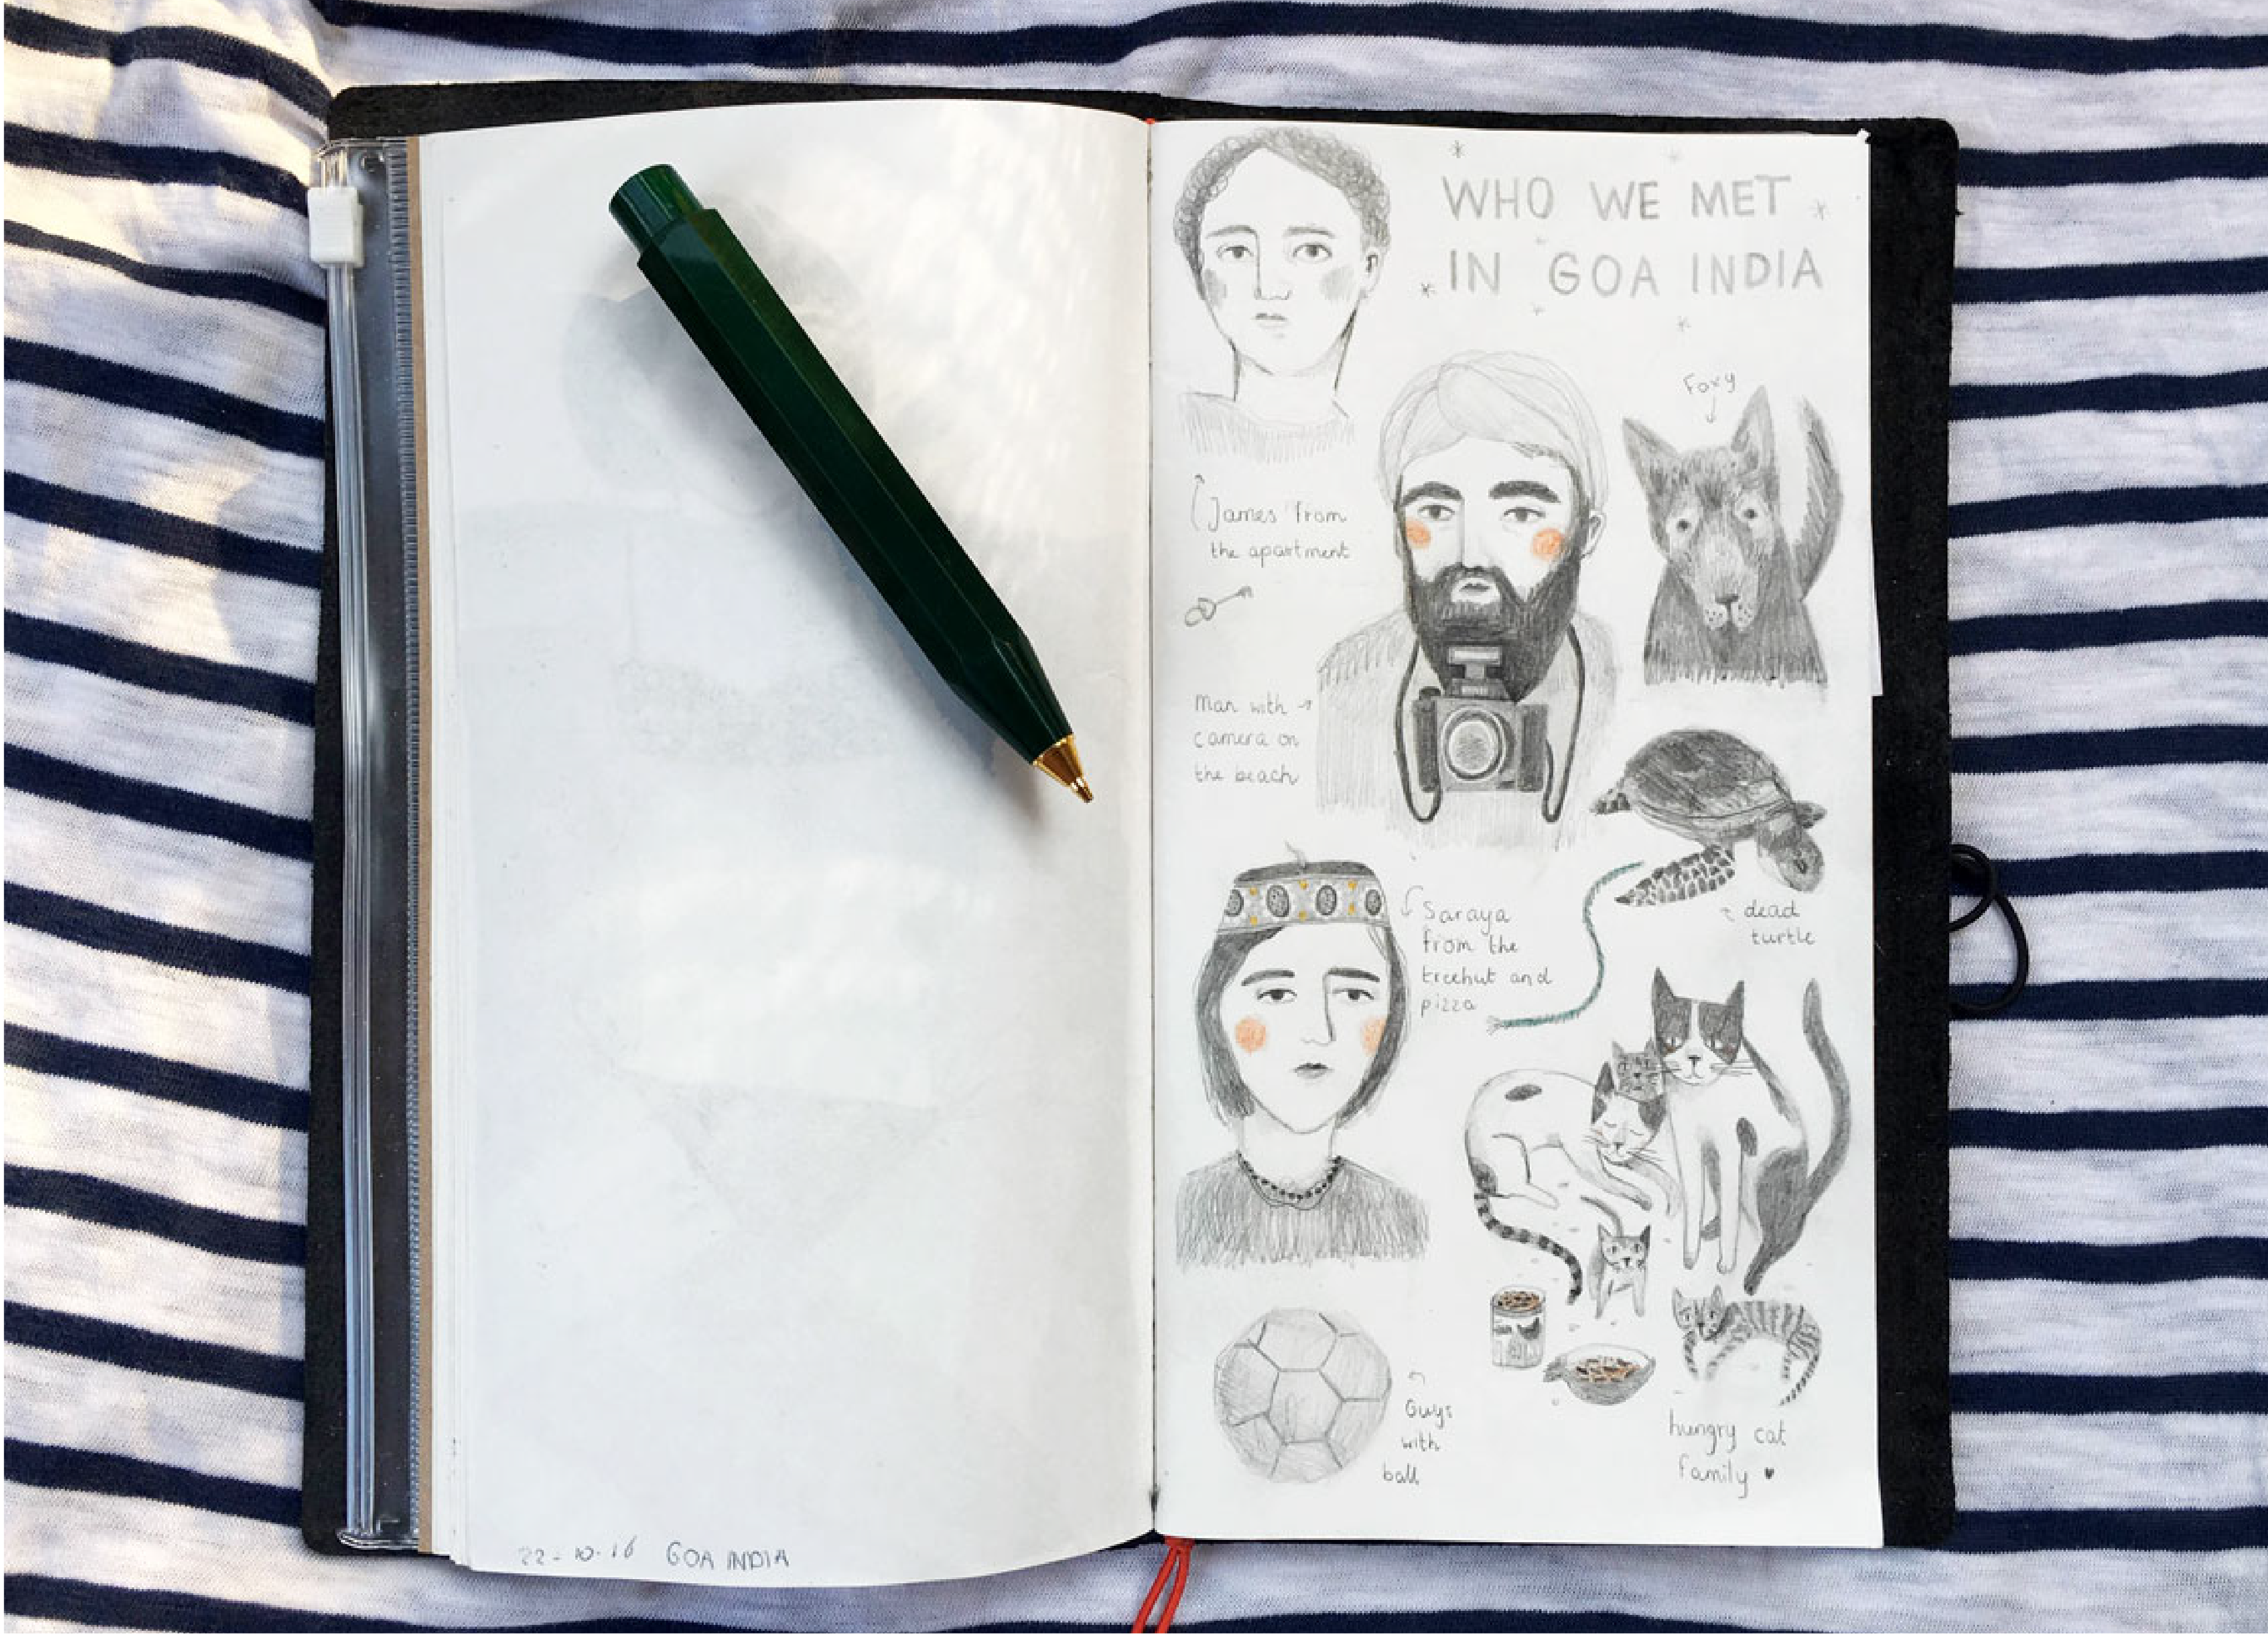 WHO WE MET
IN GOA INDIA
Foxy
James from
the apartment
Man with
camera on
the beach
Saraya
from the
treehut and
pizza
dead
turtle
Guys
with
ball
hungry cat
family ♥
22-10-16 GOA INDIA